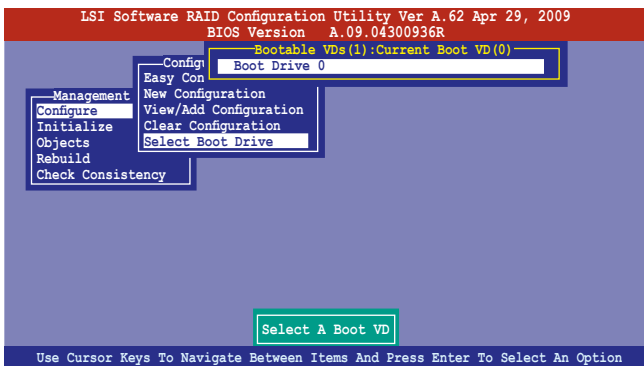 LSI Software RAID Configuration Utility Ver A.62 Apr 29, 2009
BIOS Version A.09.04300936R
Bootable VDs(1):Current Boot VD(0)
Boot Drive 0
Configu
Easy Con
New Configuration
View/Add Configuration
Clear Configuration
Select Boot Drive
Management
Configure
Initialize
Objects
Rebuild
Check Consistency
Select A Boot VD
Use Cursor Keys To Navigate Between Items And Press Enter To Select An Option